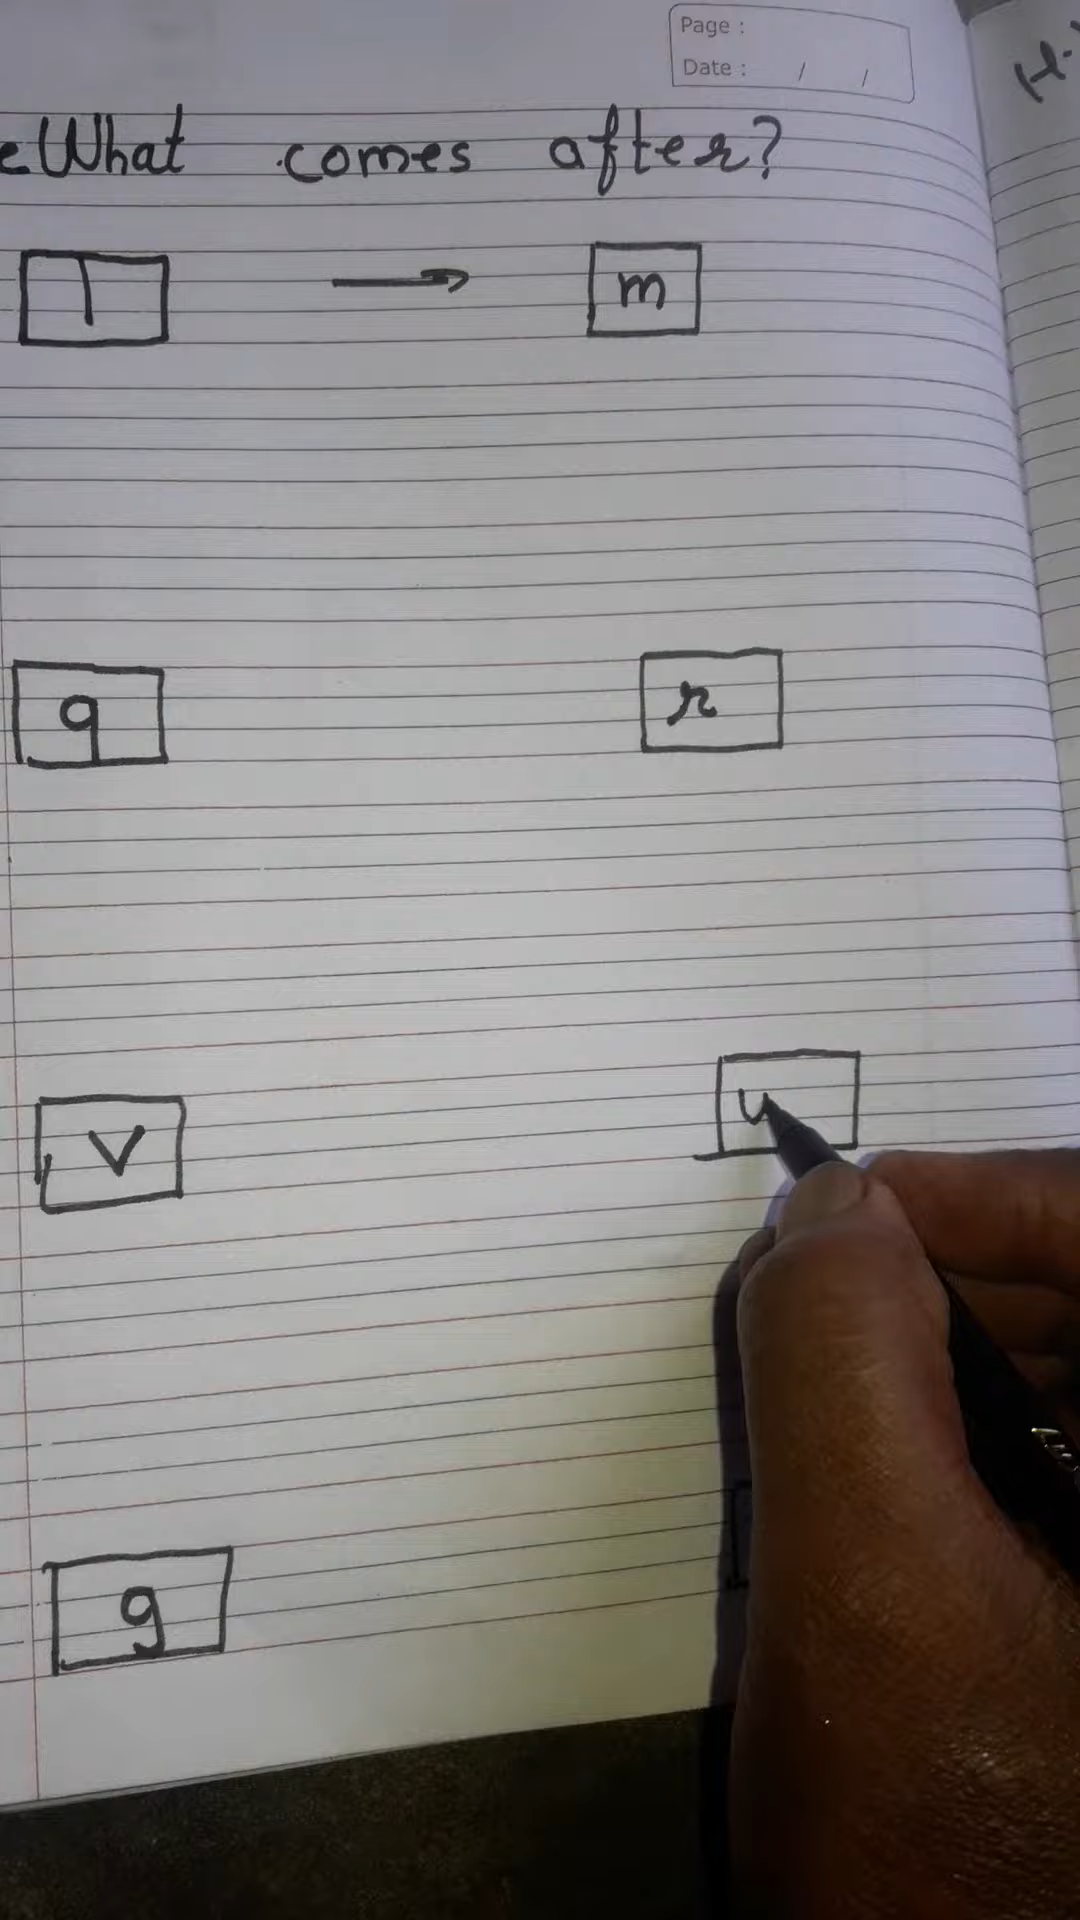 Page :
Date : / /
e What comes after?
l → m
q r
v
g